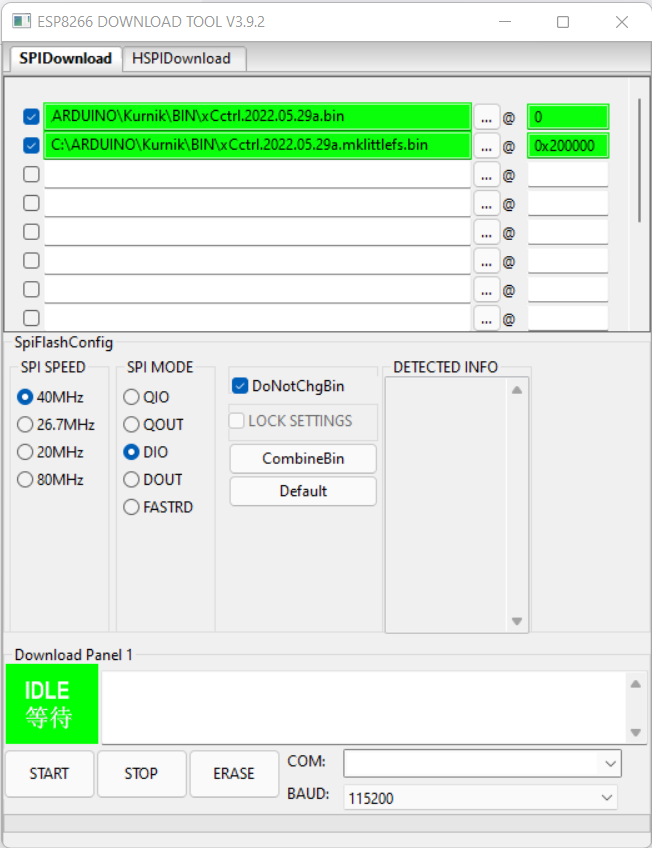 ESP8266 DOWNLOAD TOOL V3.9.2
SPIDownload HSPIDownload
ARDUINO\Kurnik\BIN\xCctrl.2022.05.29a.bin ... @ 0
C:\ARDUINO\Kurnik\BIN\xCctrl.2022.05.29a.mklittlefs.bin ... @ 0x200000
... @
... @
... @
... @
... @
... @
SpiFlashConfig
SPI SPEED SPI MODE DETECTED INFO
40MHz QIO DoNotChgBin
26.7MHz QOUT LOCK SETTINGS
20MHz DIO CombineBin
80MHz DOUT Default
FASTRD
Download Panel 1
IDLE
等待
START STOP ERASE COM:
BAUD: 115200